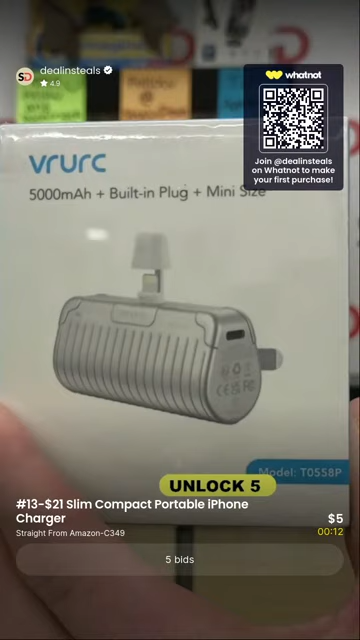 dealinsteals
4.9
SD
whatnot
Join @dealinsteals
on Whatnot to make
your first purchase!
vrurc
5000mAh + Built-in Plug + Mini Size
Model: T0558P
UNLOCK 5
#13-$21 Slim Compact Portable iPhone
Charger
$5
Straight From Amazon-C349
00:12
5 bids